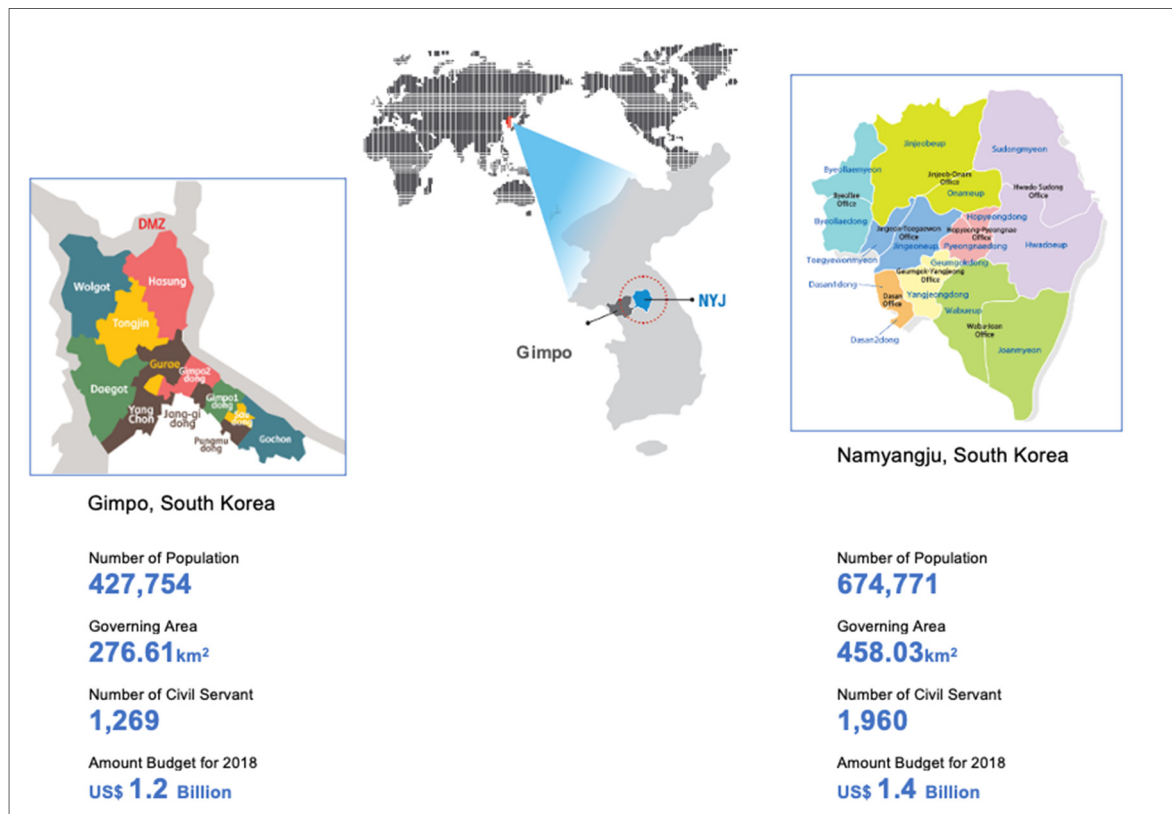 DMZ
Wolgot
Hasung
Tongjin
Gurae
Gimpo2
dong
Daegot
Yang
Chon
Jang-gi
dong
Gimpo1
dong
Sau
dong
Pungmu
dong
Gochon
Gimpo, South Korea
Number of Population
427,754
Governing Area
276.61km²
Number of Civil Servant
1,269
Amount Budget for 2018
US$ 1.2 Billion
NYJ
Gimpo
Jinjeobeup
Sudongmyeon
Byeollaemyeon
Jinjeob-Onam
Office
Onameup
Hwado Sudong
Office
Byeollae
Office
Byeollaedong
Hopyeongdong
Hopyeong-Pyeongnae
Office
Pyeongnaedong
Hwadoeup
Jingeon-Toegaewon
Office
Jingeoneup
Toegyewonmyeon
Geumgokdong
Geumgok-Yangjeong
Office
Dasan1dong
Dasan
Office
Yangjeongdong
Wabueup
Wabu-Joan
Office
Dasan2dong
Joanmyeon
Namyangju, South Korea
Number of Population
674,771
Governing Area
458.03km²
Number of Civil Servant
1,960
Amount Budget for 2018
US$ 1.4 Billion